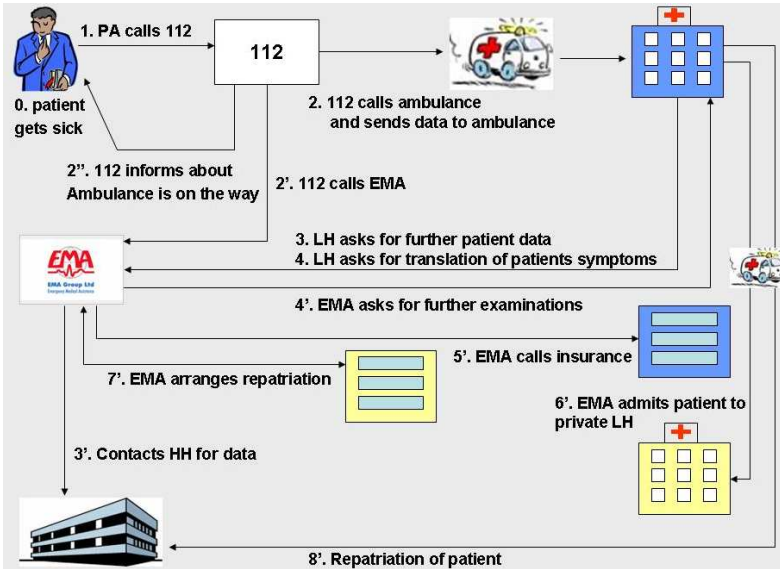 1. PA calls 112
112
0. patient
gets sick
2. 112 calls ambulance
and sends data to ambulance
2”. 112 informs about
Ambulance is on the way
2’. 112 calls EMA
3. LH asks for further patient data
4. LH asks for translation of patients symptoms
EMA
EMA Group Ltd
Emergency Medical Assistance
4’. EMA asks for further examinations
5’. EMA calls insurance
7’. EMA arranges repatriation
6’. EMA admits patient to
private LH
3’. Contacts HH for data
8’. Repatriation of patient